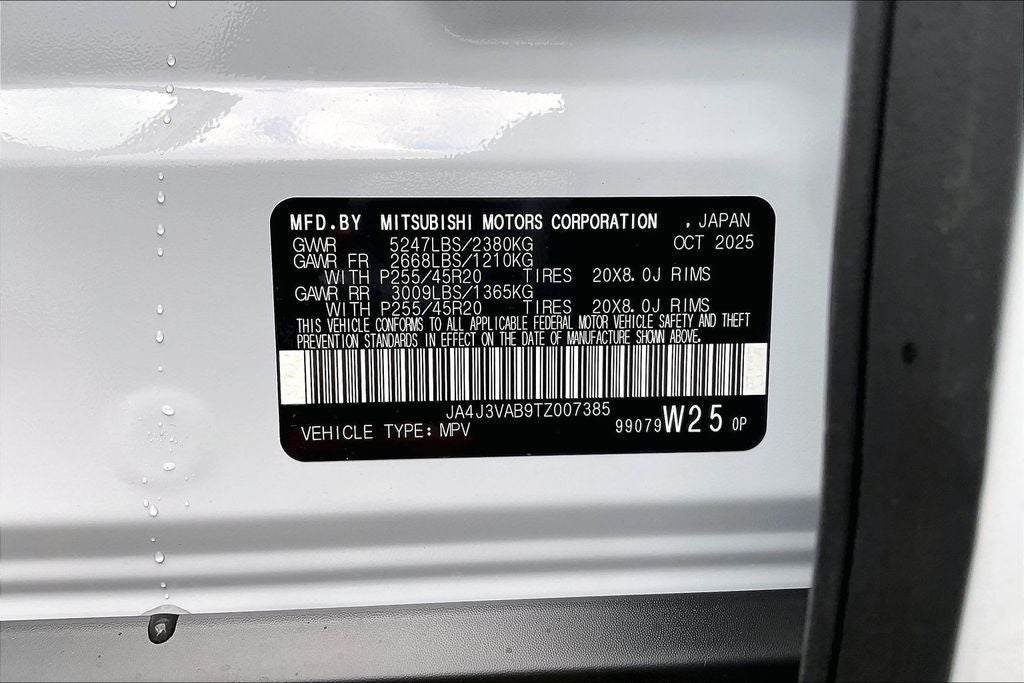 MFD.BY MITSUBISHI MOTORS CORPORATION , JAPAN
GVWR 5247LBS/2380KG OCT 2025
GAWR FR 2668LBS/1210KG
WITH P255/45R20 TIRES 20X8.0J RIMS
GAWR RR 3009LBS/1365KG
WITH P255/45R20 TIRES 20X8.0J RIMS
THIS VEHICLE CONFORMS TO ALL APPLICABLE FEDERAL MOTOR VEHICLE SAFETY AND THEFT
PREVENTION STANDARDS IN EFFECT ON THE DATE OF MANUFACTURE SHOWN ABOVE.
JA4J3VAB9TZ007385
VEHICLE TYPE: MPV 99079 W25 0P